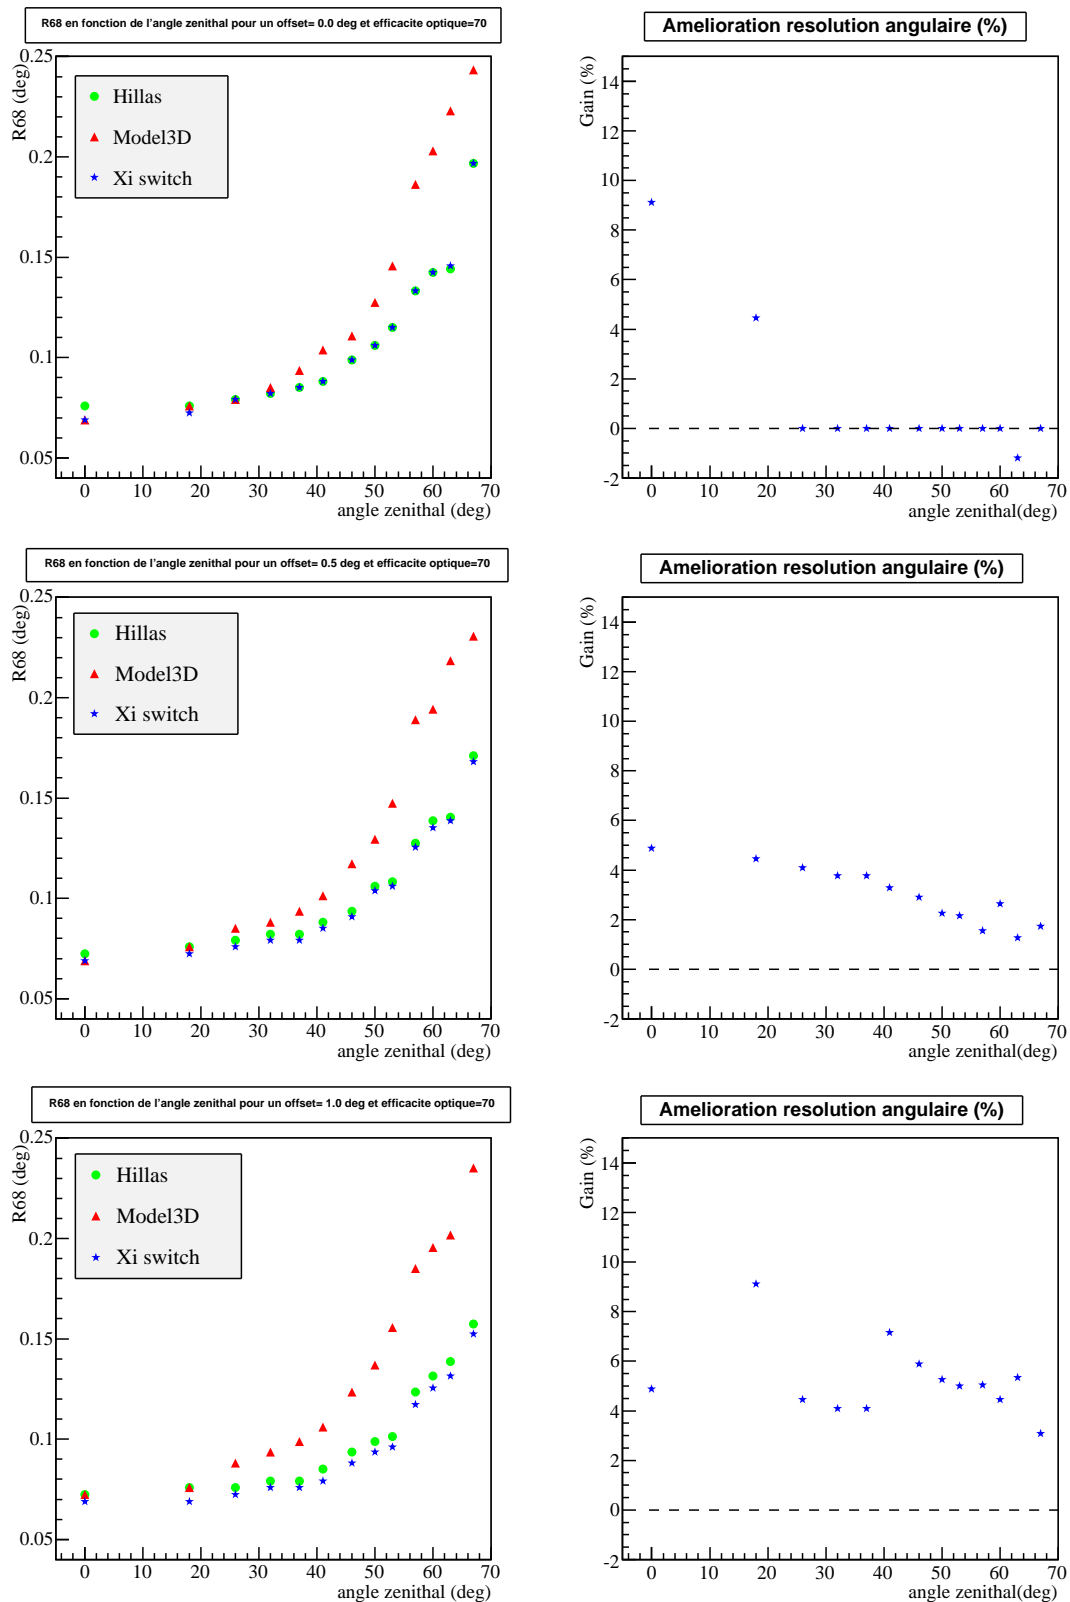 R68 en fonction de l'angle zenithal pour un offset= 0.0 deg et efficacite optique=70
R68 (deg)
0.25
0.2
0.15
0.1
0.05
Hillas
Model3D
Xi switch
0 10 20 30 40 50 60 70
angle zenithal (deg)
Amelioration resolution angulaire (%)
Gain (%)
14
12
10
8
6
4
2
0
-2
0 10 20 30 40 50 60 70
angle zenithal(deg)
R68 en fonction de l'angle zenithal pour un offset= 0.5 deg et efficacite optique=70
R68 (deg)
0.25
0.2
0.15
0.1
0.05
Hillas
Model3D
Xi switch
0 10 20 30 40 50 60 70
angle zenithal (deg)
Amelioration resolution angulaire (%)
Gain (%)
14
12
10
8
6
4
2
0
-2
0 10 20 30 40 50 60 70
angle zenithal(deg)
R68 en fonction de l'angle zenithal pour un offset= 1.0 deg et efficacite optique=70
R68 (deg)
0.25
0.2
0.15
0.1
0.05
Hillas
Model3D
Xi switch
0 10 20 30 40 50 60 70
angle zenithal (deg)
Amelioration resolution angulaire (%)
Gain (%)
14
12
10
8
6
4
2
0
-2
0 10 20 30 40 50 60 70
angle zenithal(deg)